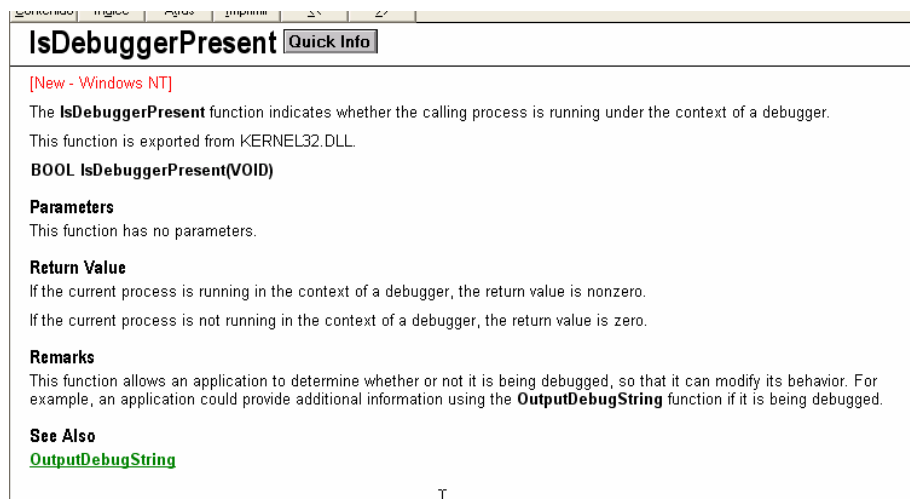 Contenido Índice Atrás Imprimir << >>
IsDebuggerPresent Quick Info
[New - Windows NT]
The IsDebuggerPresent function indicates whether the calling process is running under the context of a debugger.
This function is exported from KERNEL32.DLL.
BOOL IsDebuggerPresent(VOID)
Parameters
This function has no parameters.
Return Value
If the current process is running in the context of a debugger, the return value is nonzero.
If the current process is not running in the context of a debugger, the return value is zero.
Remarks
This function allows an application to determine whether or not it is being debugged, so that it can modify its behavior. For
example, an application could provide additional information using the OutputDebugString function if it is being debugged.
See Also
OutputDebugString